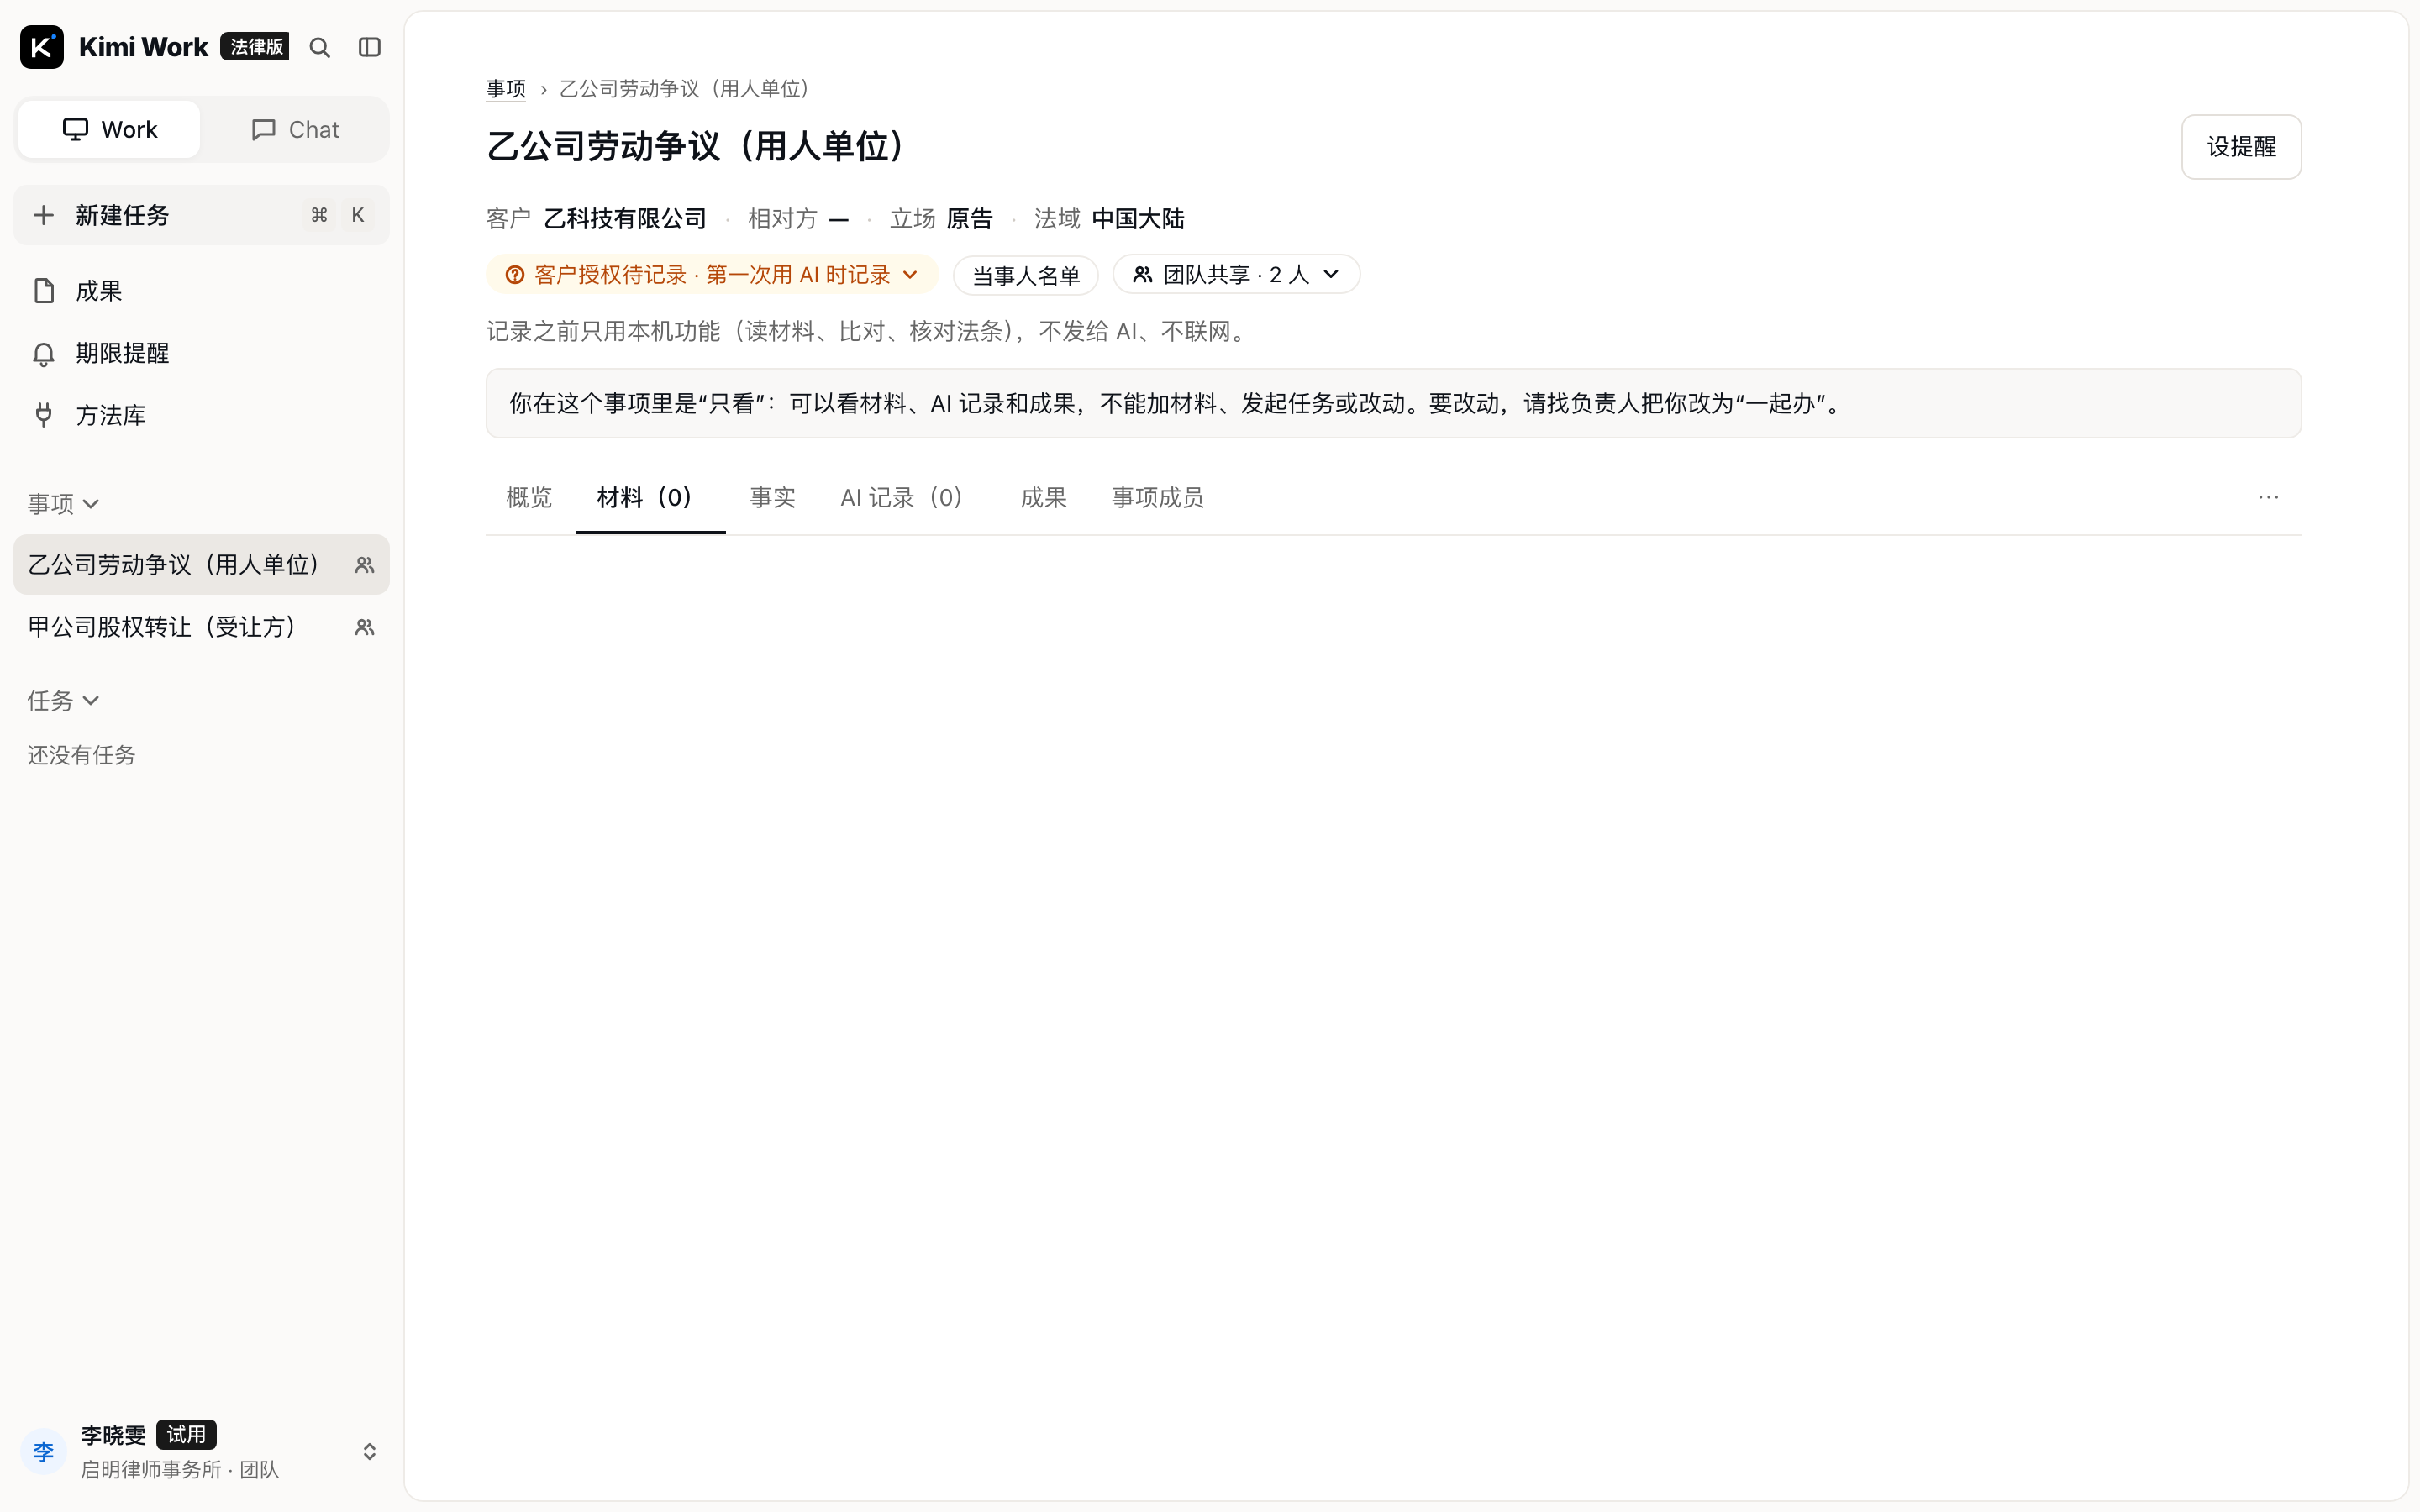 Kimi Work 法律版
Work Chat
新建任务 ⌘ K
成果
期限提醒
方法库
事项
乙公司劳动争议（用人单位）
甲公司股权转让（受让方）
任务
还没有任务
李 李晓雯 试用
启明律师事务所 · 团队
事项 › 乙公司劳动争议（用人单位）
乙公司劳动争议（用人单位） 设提醒
客户 乙科技有限公司 · 相对方 — · 立场 原告 · 法域 中国大陆
客户授权待记录 · 第一次用 AI 时记录 当事人名单 团队共享 · 2 人
记录之前只用本机功能（读材料、比对、核对法条），不发给 AI、不联网。
你在这个事项里是“只看”：可以看材料、AI 记录和成果，不能加材料、发起任务或改动。要改动，请找负责人把你改为“一起办”。
概览 材料（0） 事实 AI 记录（0） 成果 事项成员 ···